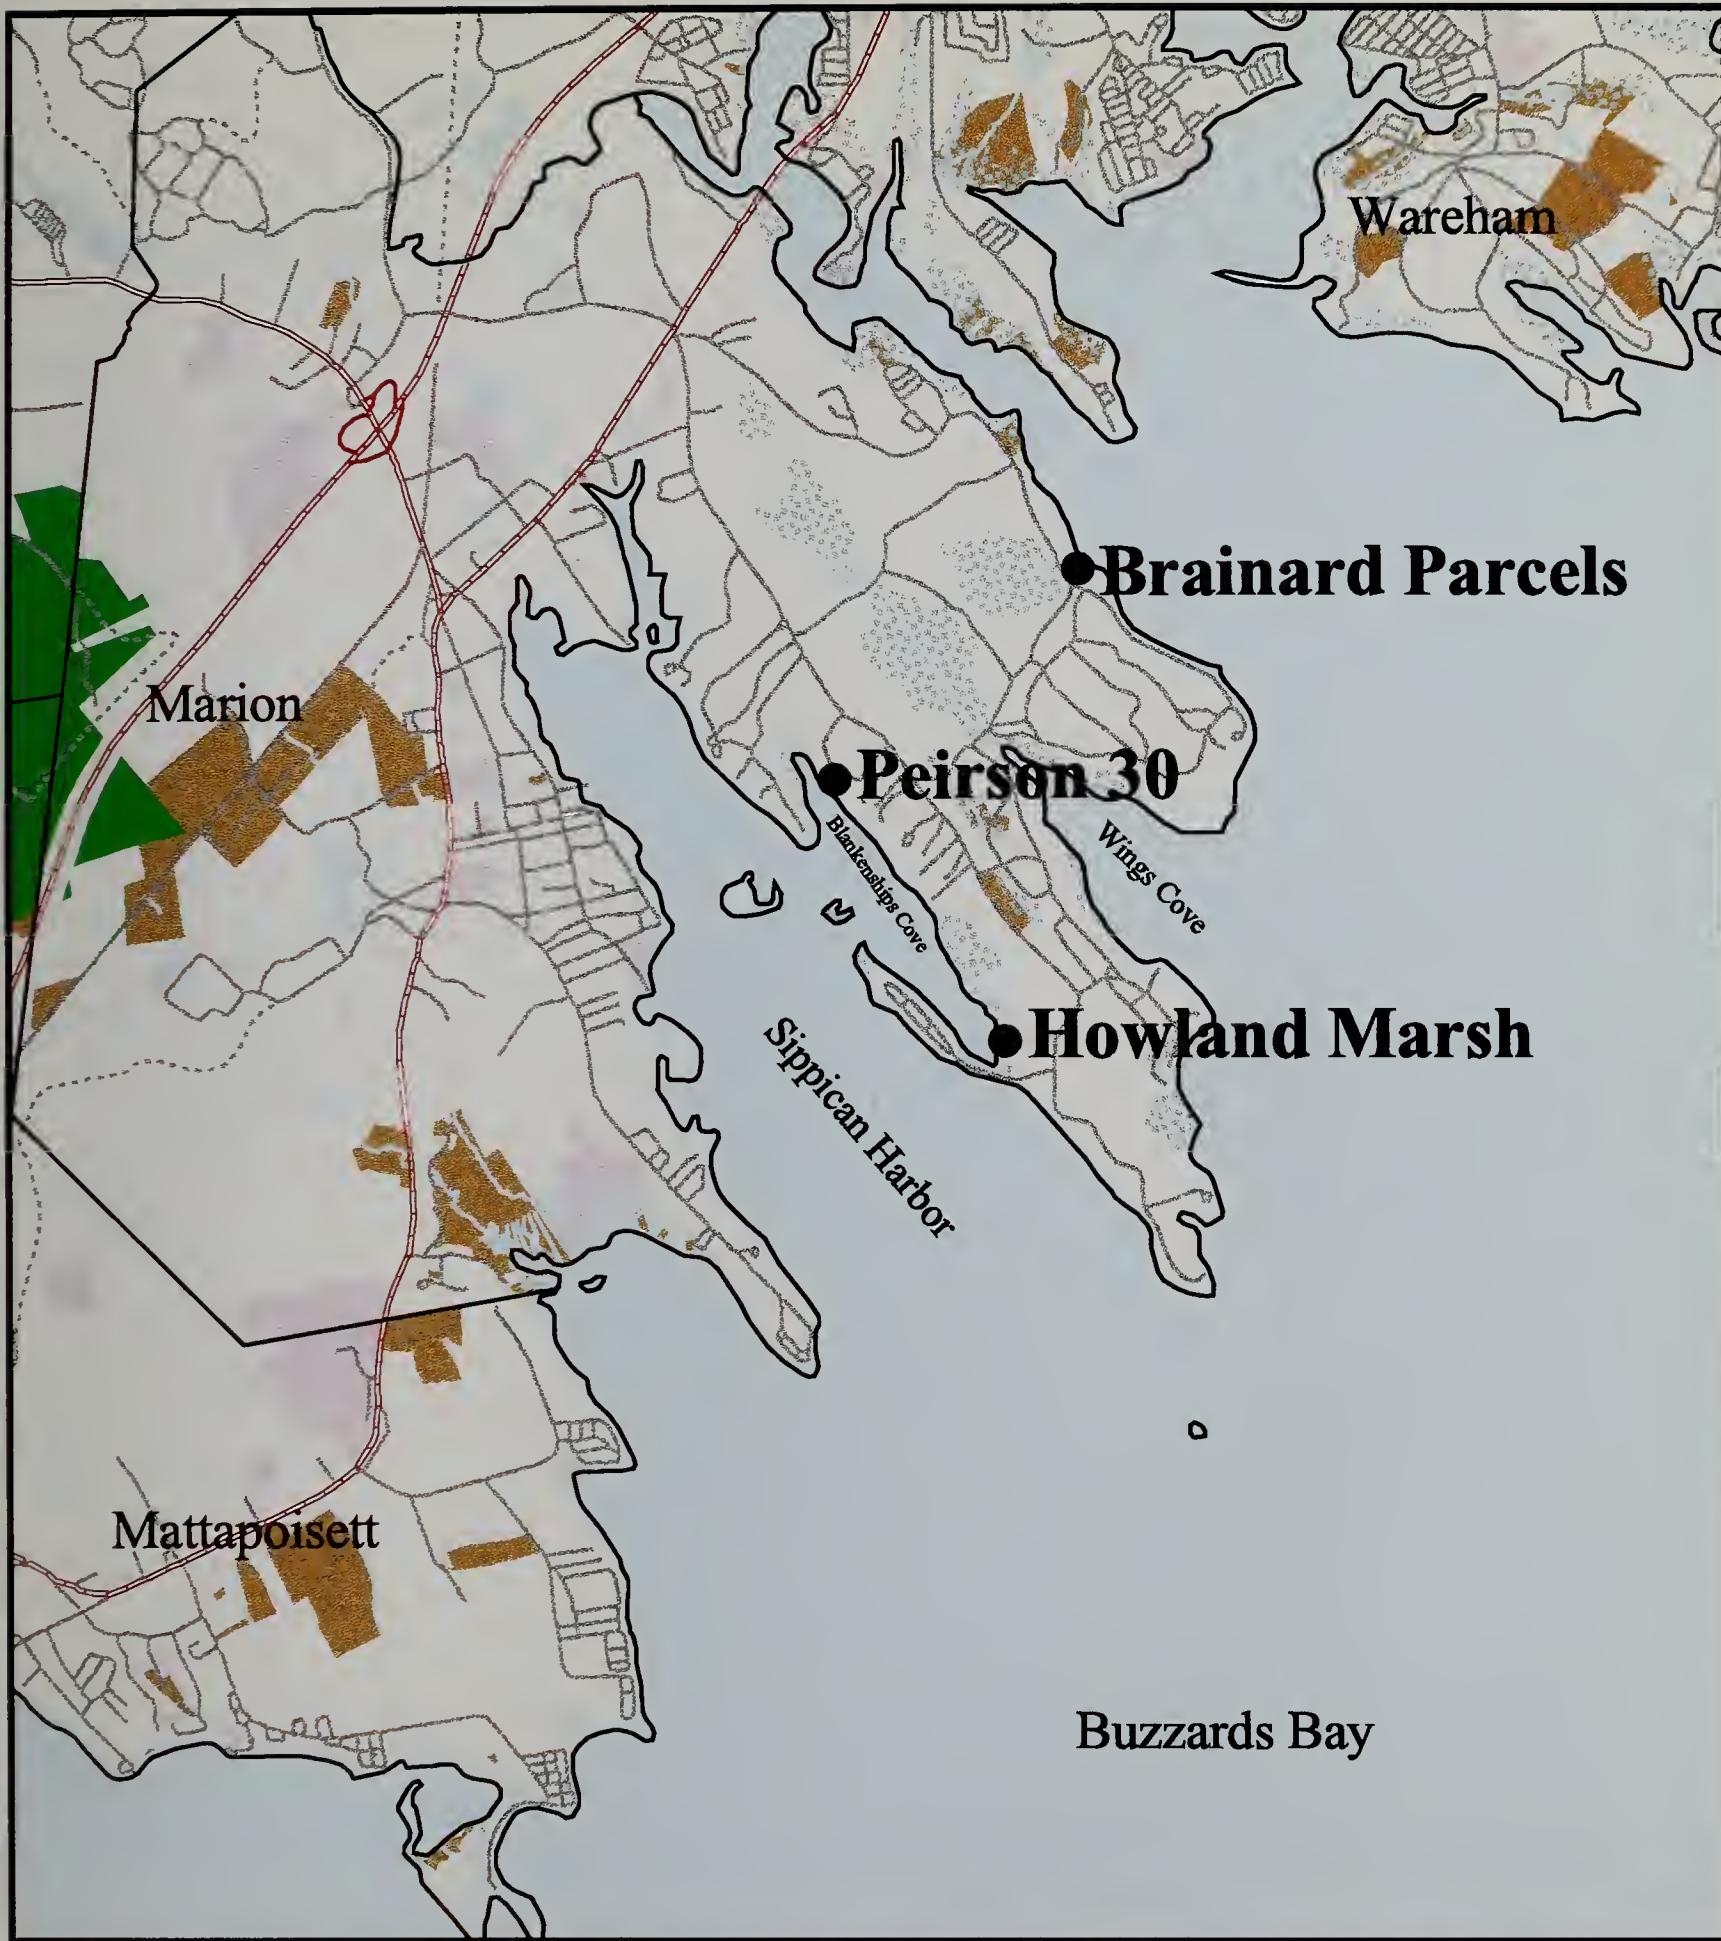 Wareham
Brainard Parcels
Marion
Peirson 30
Blankenships Cove
Wings Cove
Howland Marsh
Sippican Harbor
Mattapoisett
Buzzards Bay